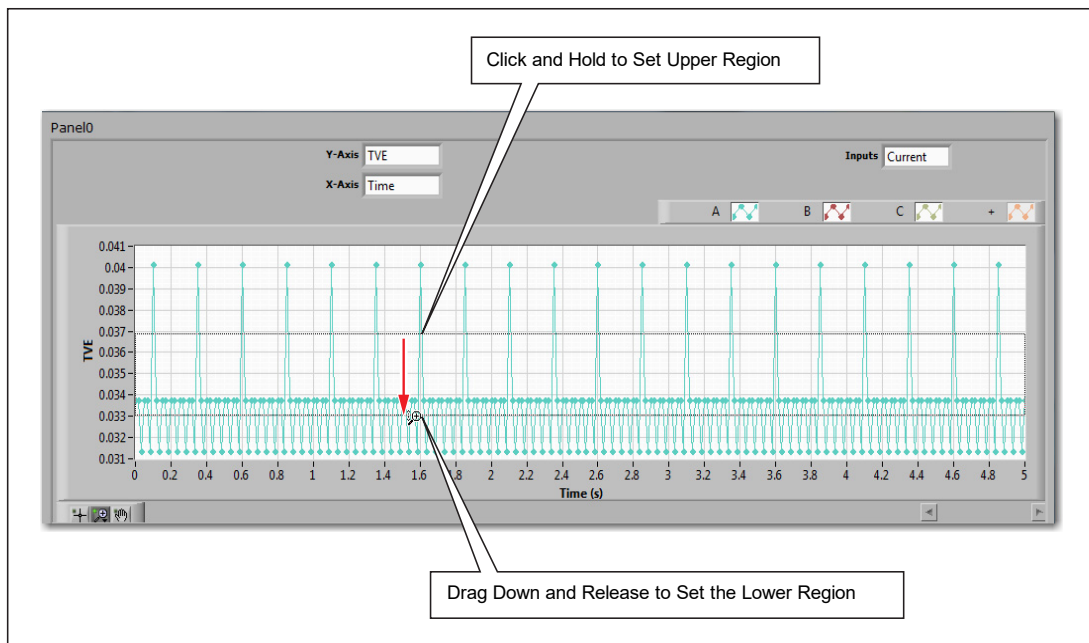 Click and Hold to Set Upper Region
Panel0
Y-Axis TVE
Inputs Current
X-Axis Time
A B C +
0.041
0.04
0.039
0.038
0.037
0.036
0.035
0.034
0.033
0.032
0.031
TVE
0 0.2 0.4 0.6 0.8 1 1.2 1.4 1.6 1.8 2 2.2 2.4 2.6 2.8 3 3.2 3.4 3.6 3.8 4 4.2 4.4 4.6 4.8 5
Time (s)
Drag Down and Release to Set the Lower Region